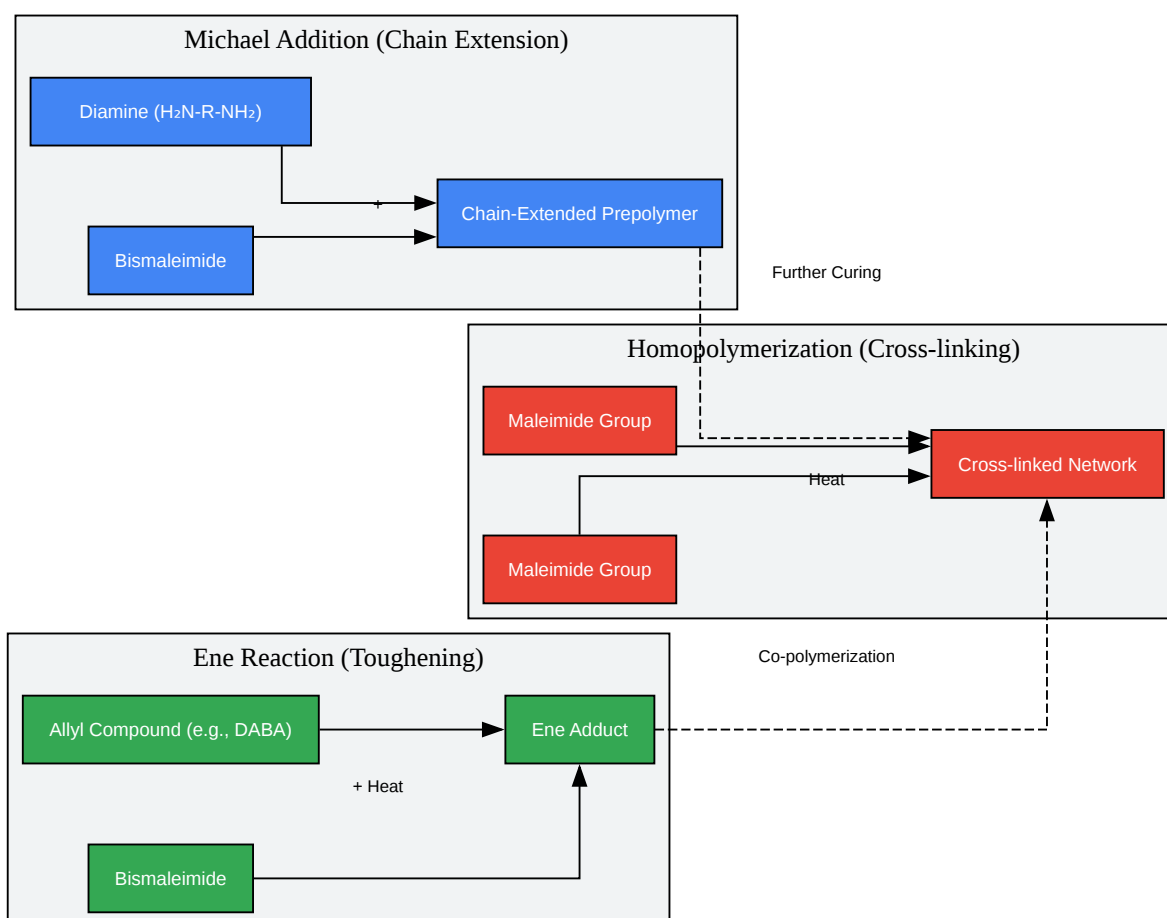 Michael Addition (Chain Extension)
Diamine (H₂N-R-NH₂)
+
Chain-Extended Prepolymer
Bismaleimide
Further Curing
Homopolymerization (Cross-linking)
Maleimide Group
Cross-linked Network
Heat
Maleimide Group
Ene Reaction (Toughening)
Co-polymerization
Allyl Compound (e.g., DABA)
Ene Adduct
+ Heat
Bismaleimide